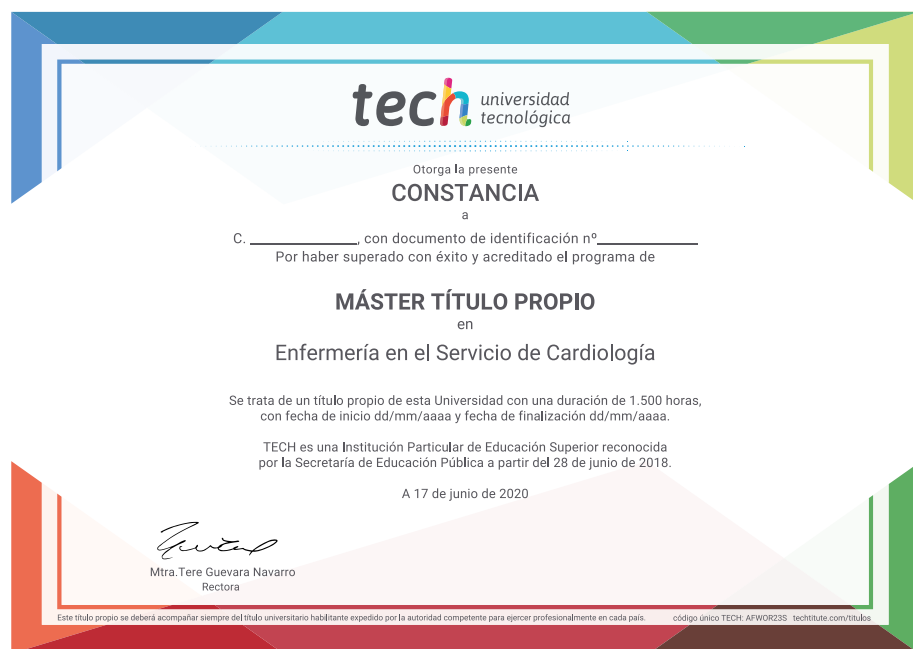 tech universidad
tecnológica
Otorga la presente
CONSTANCIA
a
C. ____________, con documento de identificación nº____________
Por haber superado con éxito y acreditado el programa de
MÁSTER TÍTULO PROPIO
en
Enfermería en el Servicio de Cardiología
Se trata de un título propio de esta Universidad con una duración de 1.500 horas,
con fecha de inicio dd/mm/aaaa y fecha de finalización dd/mm/aaaa.
TECH es una Institución Particular de Educación Superior reconocida
por la Secretaría de Educación Pública a partir del 28 de junio de 2018.
A 17 de junio de 2020
Mtra.Tere Guevara Navarro
Rectora
Este título propio se deberá acompañar siempre del título universitario habilitante expedido por la autoridad competente para ejercer profesionalmente en cada país. código único TECH: AFWOR23S techtitute.com/titulos